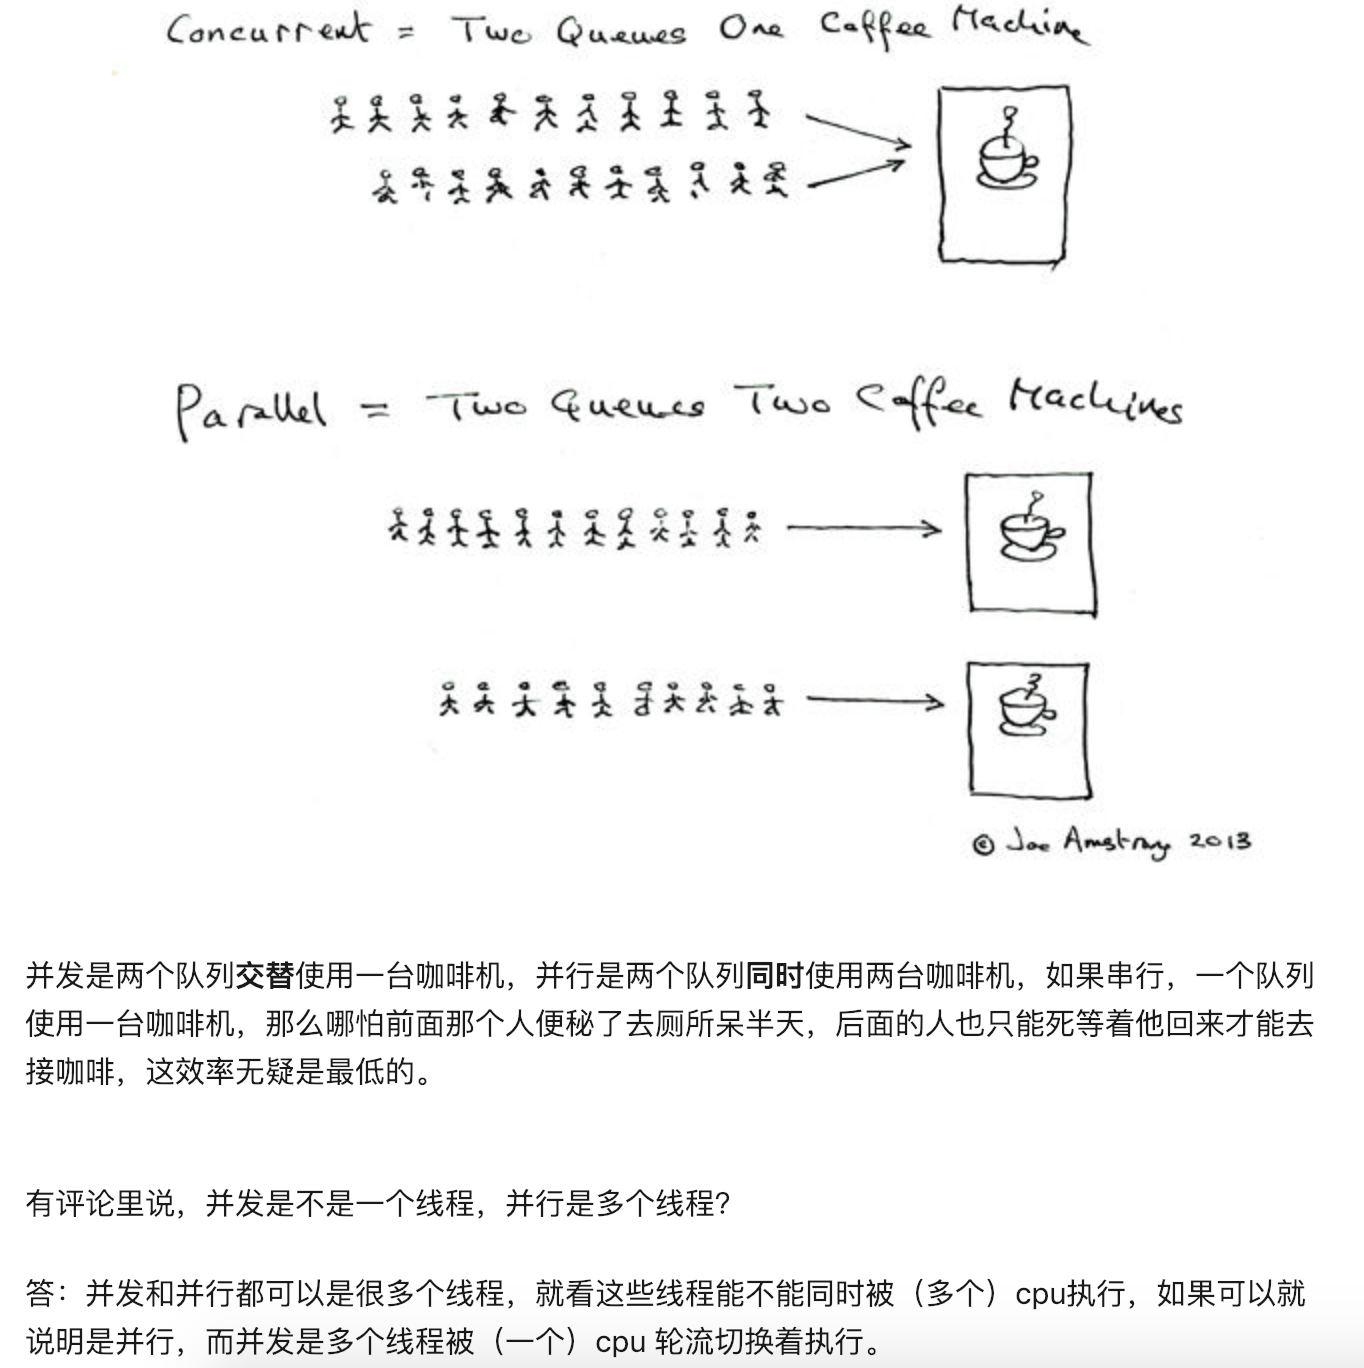 Concurrent = Two Queues One Coffee Machine
Parallel = Two Queues Two Coffee Machines
© Joe Armstrong 2013
并发是两个队列交替使用一台咖啡机，并行是两个队列同时使用两台咖啡机，如果串行，一个队列
使用一台咖啡机，那么哪怕前面那个人便秘了去厕所呆半天，后面的人也只能死等着他回来才能去
接咖啡，这效率无疑是最低的。
有评论里说，并发是不是一个线程，并行是多个线程？
答：并发和并行都可以是很多个线程，就看这些线程能不能同时被（多个）cpu执行，如果可以就
说明是并行，而并发是多个线程被（一个）cpu 轮流切换着执行。